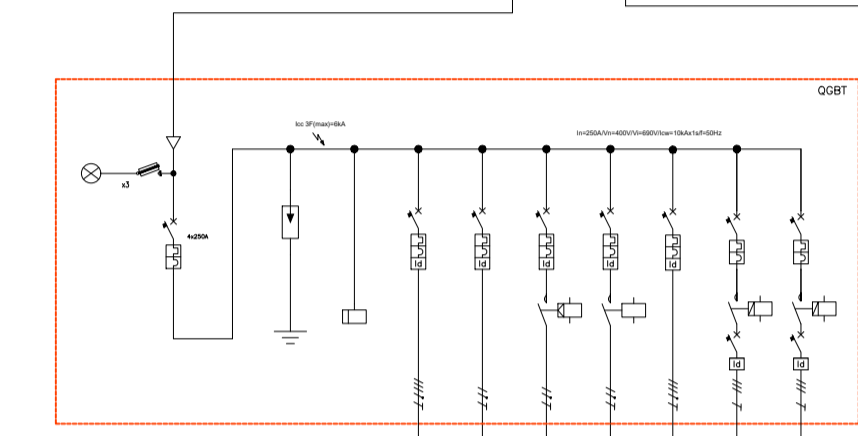 QGBT
Icc 3F(max)=6kA
In=250A/Vn=400V/Vi=690V/Icw=10kAx1s/f=50Hz
x3
4x250A
Id
Id
Id
Id
Id
Id
Id